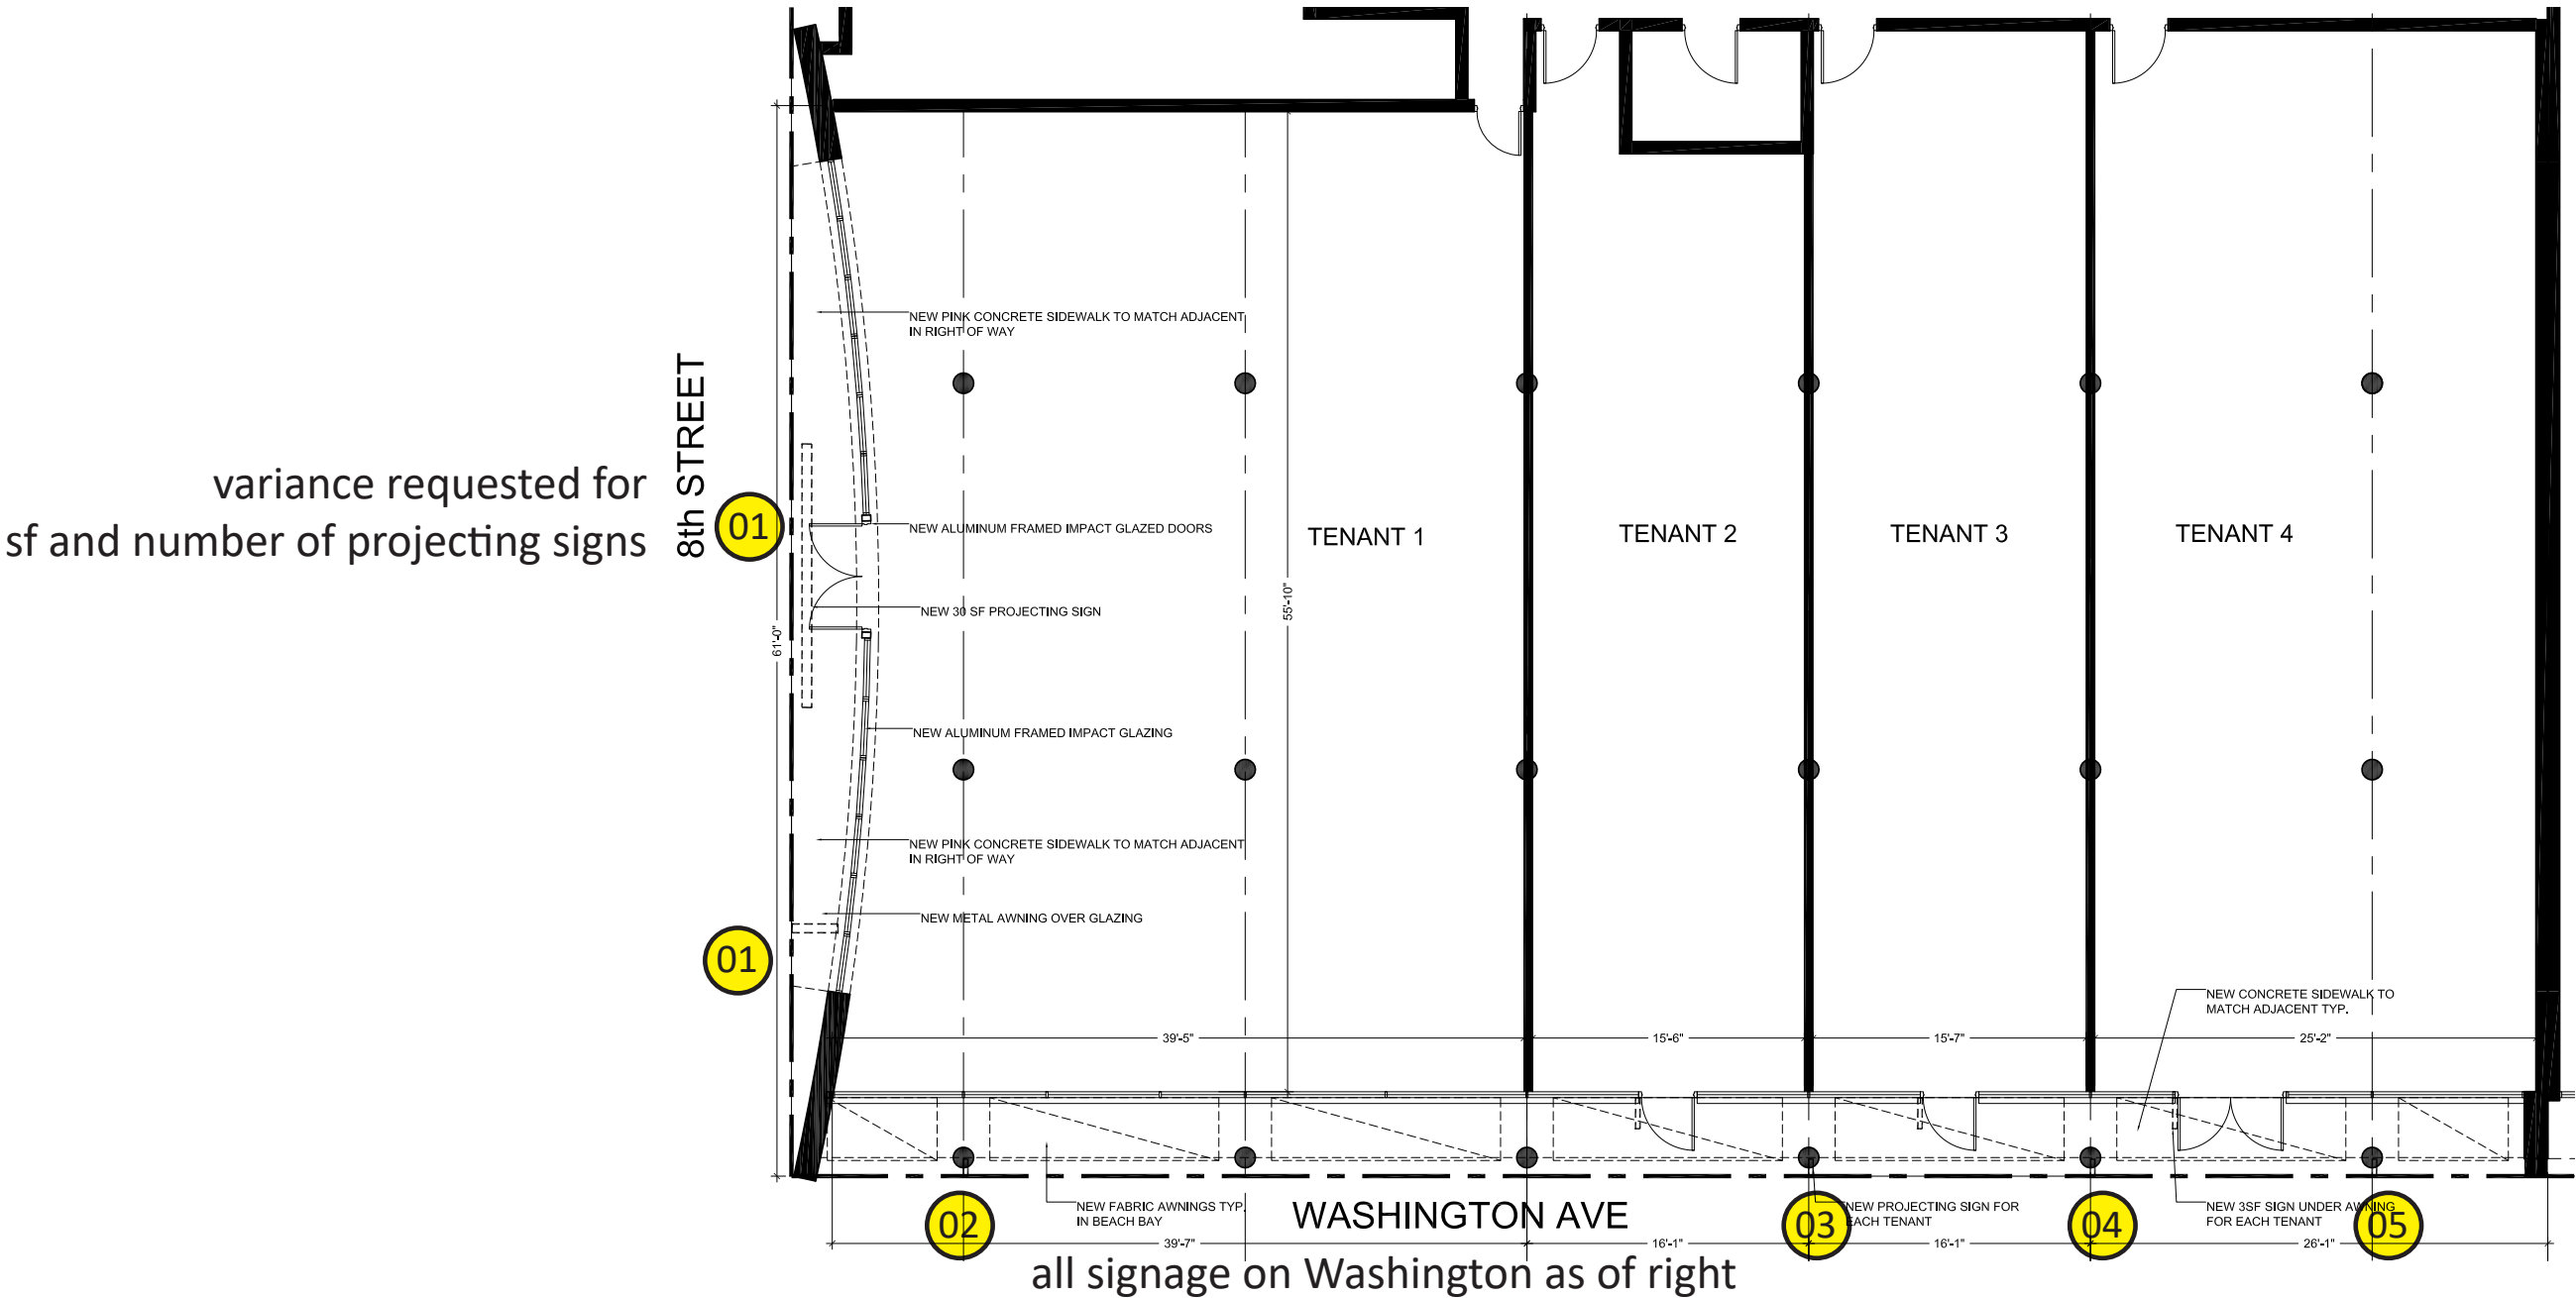 NEW PINK CONCRETE SIDEWALK TO MATCH ADJACENT
IN RIGHT OF WAY
8th STREET
variance requested for
sf and number of projecting signs
01
NEW ALUMINUM FRAMED IMPACT GLAZED DOORS
TENANT 1
TENANT 2
TENANT 3
TENANT 4
NEW 30 SF PROJECTING SIGN
55'-10"
61'-0"
NEW ALUMINUM FRAMED IMPACT GLAZING
NEW PINK CONCRETE SIDEWALK TO MATCH ADJACENT
IN RIGHT OF WAY
NEW METAL AWNING OVER GLAZING
01
NEW CONCRETE SIDEWALK TO
MATCH ADJACENT TYP.
39'-5"
15'-6"
15'-7"
25'-2"
NEW FABRIC AWNINGS TYP.
IN BEACH BAY
WASHINGTON AVE
NEW PROJECTING SIGN FOR
EACH TENANT
NEW 3SF SIGN UNDER AWNING
FOR EACH TENANT
02
03
04
05
39'-7"
16'-1"
16'-1"
26'-1"
all signage on Washington as of right